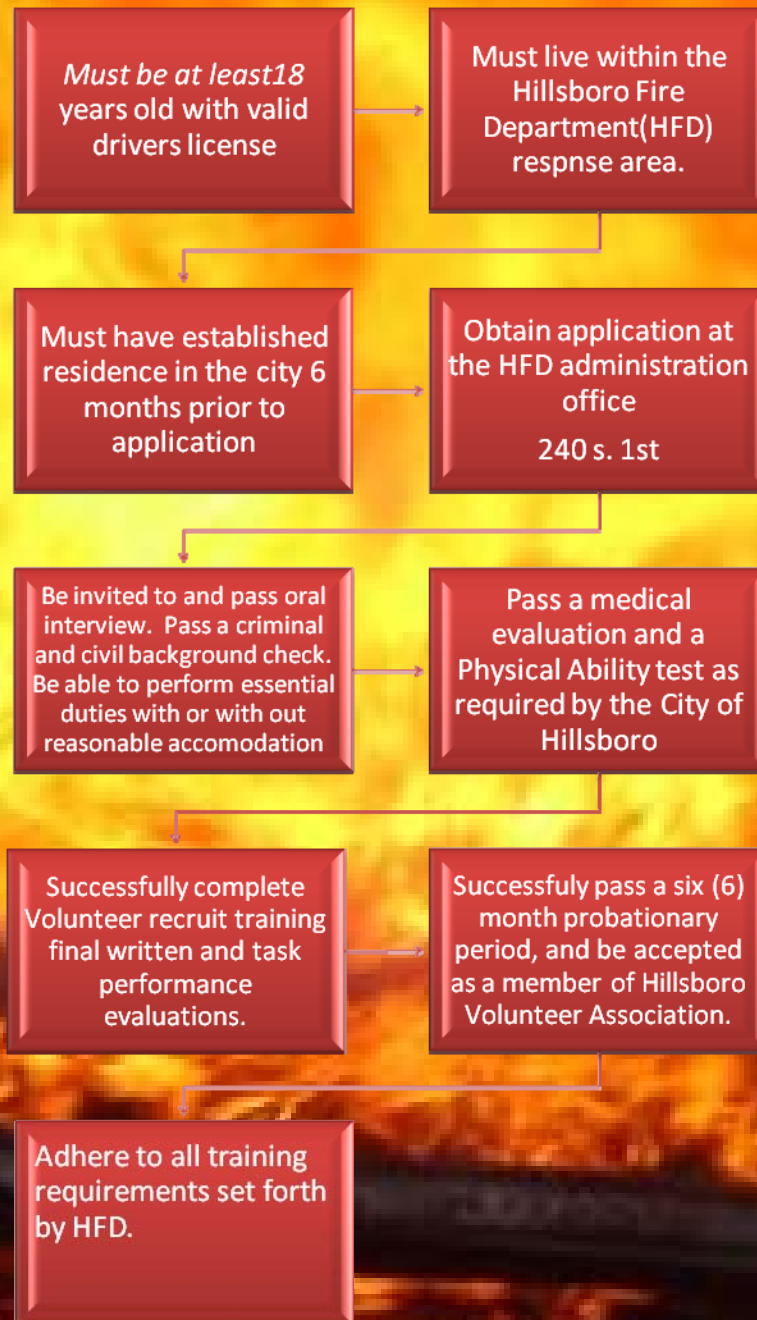 Must be at least18
years old with valid
drivers license
Must live within the
Hillsboro Fire
Department(HFD)
respnse area.
Must have established
residence in the city 6
months prior to
application
Obtain application at
the HFD administration
office
240 s. 1st
Be invited to and pass oral
interview.  Pass a criminal
and civil background check.
Be able to perform essential
duties with or with out
reasonable accomodation
Pass a medical
evaluation and a
Physical Ability test as
required by the City of
Hillsboro
Successfully complete
Volunteer recruit training
final written and task
performance
evaluations.
Successfuly pass a six (6)
month probationary
period, and be accepted
as a member of Hillsboro
Volunteer Association.
Adhere to all training
requirements set forth
by HFD.